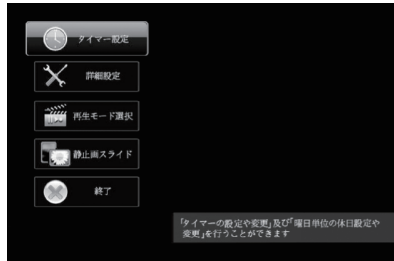 タイマー設定
詳細設定
再生モード選択
静止画スライド
終了
「タイマーの設定や変更」及び「曜日単位の休日設定や
変更」を行うことができます